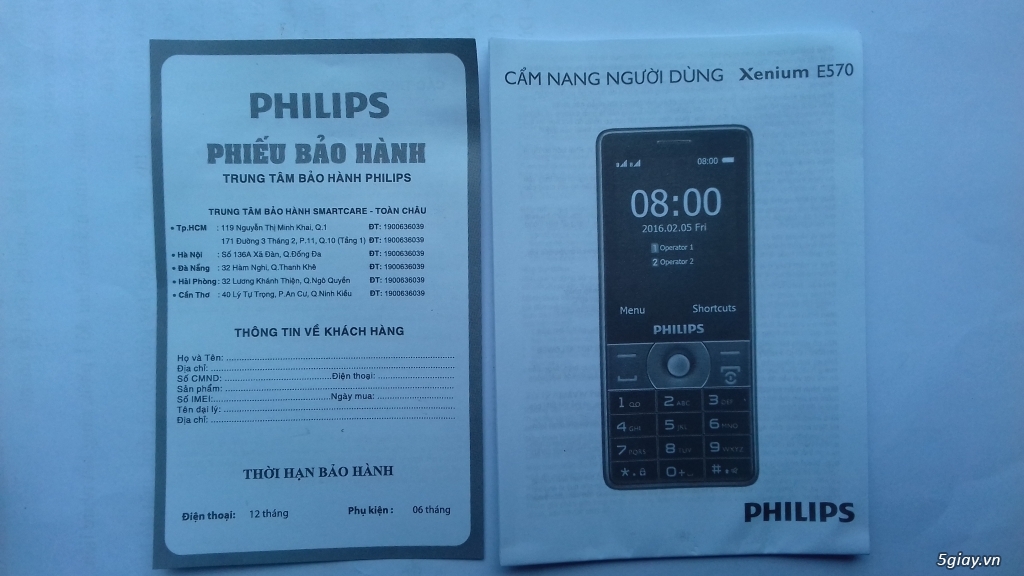 PHILIPS
PHIẾU BẢO HÀNH
TRUNG TÂM BẢO HÀNH PHILIPS
TRUNG TÂM BẢO HÀNH SMARTCARE - TOÀN CHÂU
• Tp.HCM : 119 Nguyễn Thị Minh Khai, Q.1 ĐT: 1900636039
171 Đường 3 Tháng 2, P.11, Q.10 (Tầng 1) ĐT: 1900636039
• Hà Nội : Số 136A Xã Đàn, Q.Đống Đa ĐT: 1900636039
• Đà Nẵng : 32 Hàm Nghi, Q.Thanh Khê ĐT: 1900636039
• Hải Phòng : 32 Lương Khánh Thiện, Q.Ngô Quyền ĐT: 1900636039
• Cần Thơ : 40 Lý Tự Trọng, P.An Cư, Q.Ninh Kiều ĐT: 1900636039
THÔNG TIN VỀ KHÁCH HÀNG
Họ và Tên:
Địa chỉ:
Số CMND: Điện thoại:
Sản phẩm:
Số IMEI: Ngày mua:
Tên đại lý:
Địa chỉ:
THỜI HẠN BẢO HÀNH
Điện thoại: 12 tháng Phụ kiện : 06 tháng
CẨM NANG NGƯỜI DÙNG Xenium E570
08:00
08:00
2016.02.05 Fri
1 Operator 1
2 Operator 2
Menu Shortcuts
PHILIPS
1 2 ABC 3 DEF
4 GHI 5 JKL 6 MNO
7 PQRS 8 TUV 9 WXYZ
* 0 + #
PHILIPS
5giay.vn